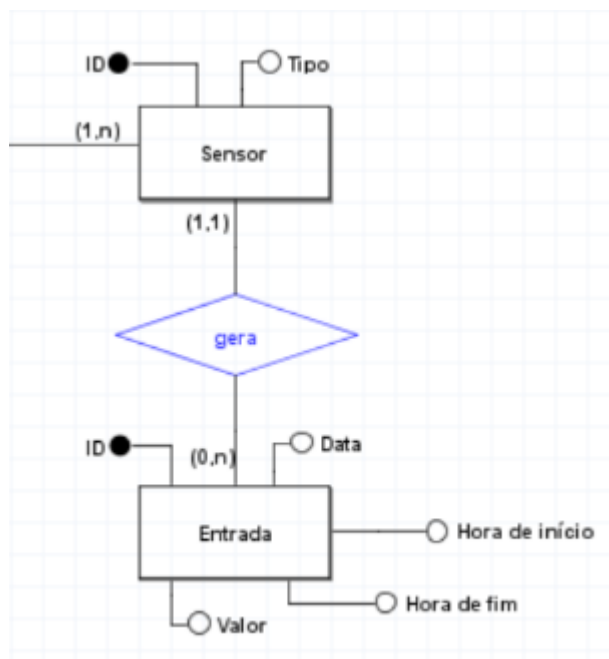 ID
Tipo
(1,n)
Sensor
(1,1)
gera
ID
(0,n)
Data
Entrada
Hora de início
Hora de fim
Valor